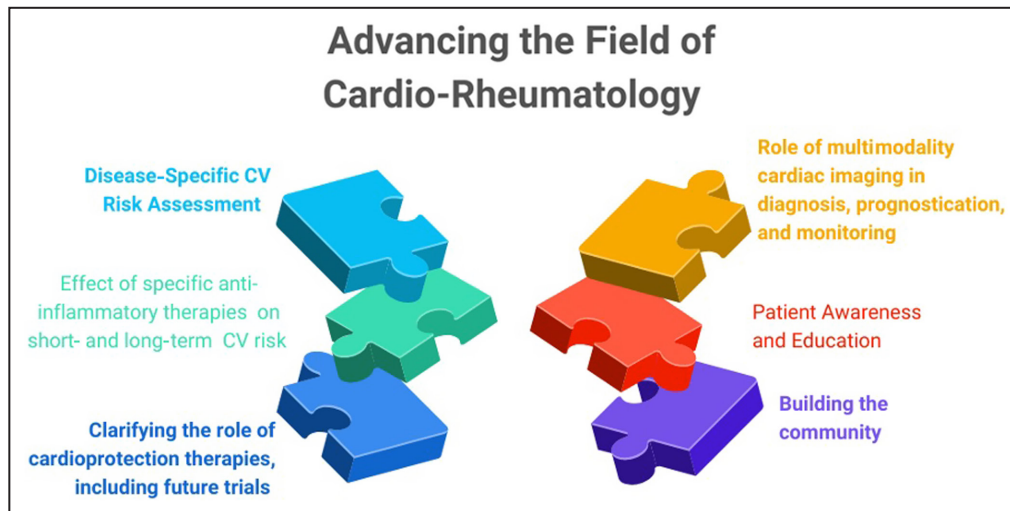 Advancing the Field of
Cardio-Rheumatology
Disease-Specific CV
Risk Assessment
Effect of specific anti-
inflammatory therapies on
short- and long-term CV risk
Clarifying the role of
cardioprotection therapies,
including future trials
Role of multimodality
cardiac imaging in
diagnosis, prognostication,
and monitoring
Patient Awareness
and Education
Building the
community